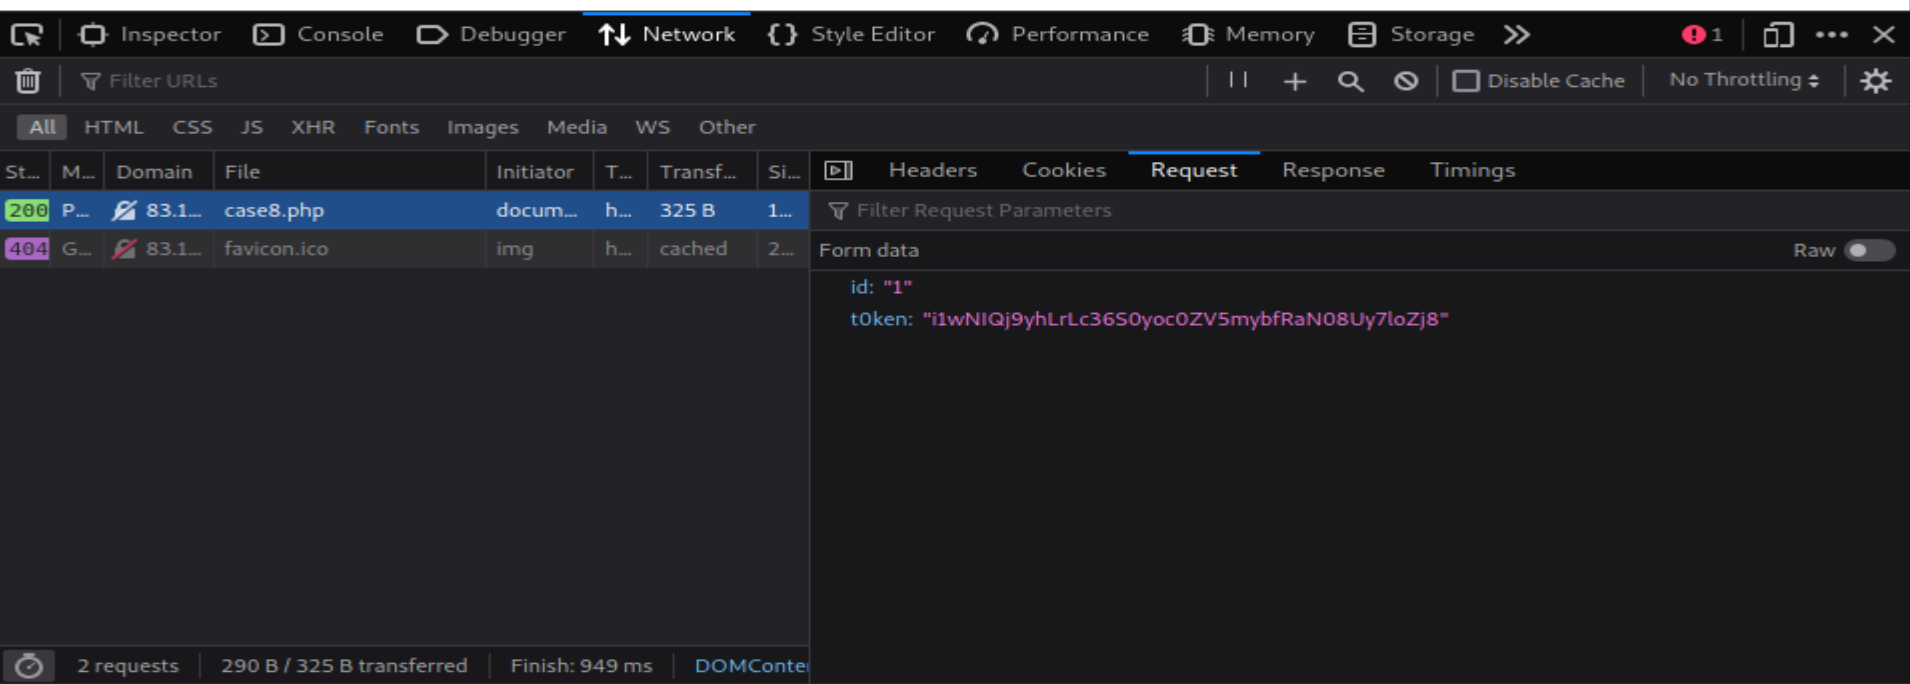 Inspector Console Debugger Network Style Editor Performance Memory Storage 1
Filter URLs Disable Cache No Throttling
All HTML CSS JS XHR Fonts Images Media WS Other
St... M... Domain File Initiator T... Transf... Si... Headers Cookies Request Response Timings
200 P... 83.1... case8.php docum... h... 325 B 1... Filter Request Parameters
404 G... 83.1... favicon.ico img h... cached 2... Form data Raw
id: "1"
t0ken: "i1wNIQj9yhLrLc36S0yoc0ZV5mybfRaN08Uy7loZj8"
2 requests 290 B / 325 B transferred Finish: 949 ms DOMConte